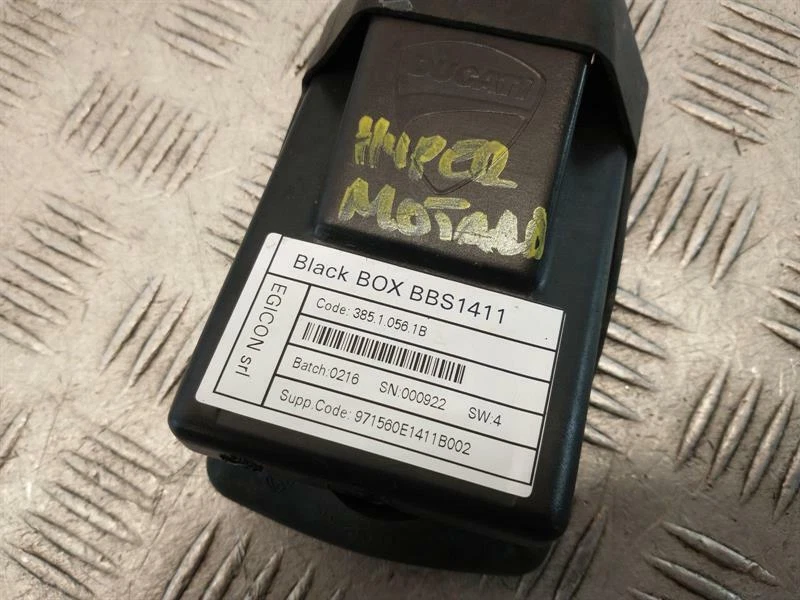 DUCATI
HYPER
MOTARD
Black BOX BBS1411
EGICON srl
Code: 385.1.056.1B
Batch:0216 SN:000922 SW:4
Supp.Code: 971560E1411B002